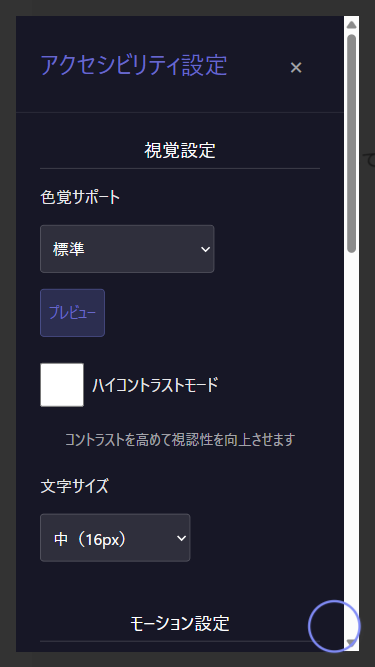 アクセシビリティ設定
×
視覚設定
色覚サポート
標準
プレビュー
ハイコントラストモード
コントラストを高めて視認性を向上させます
文字サイズ
中（16px）
モーション設定